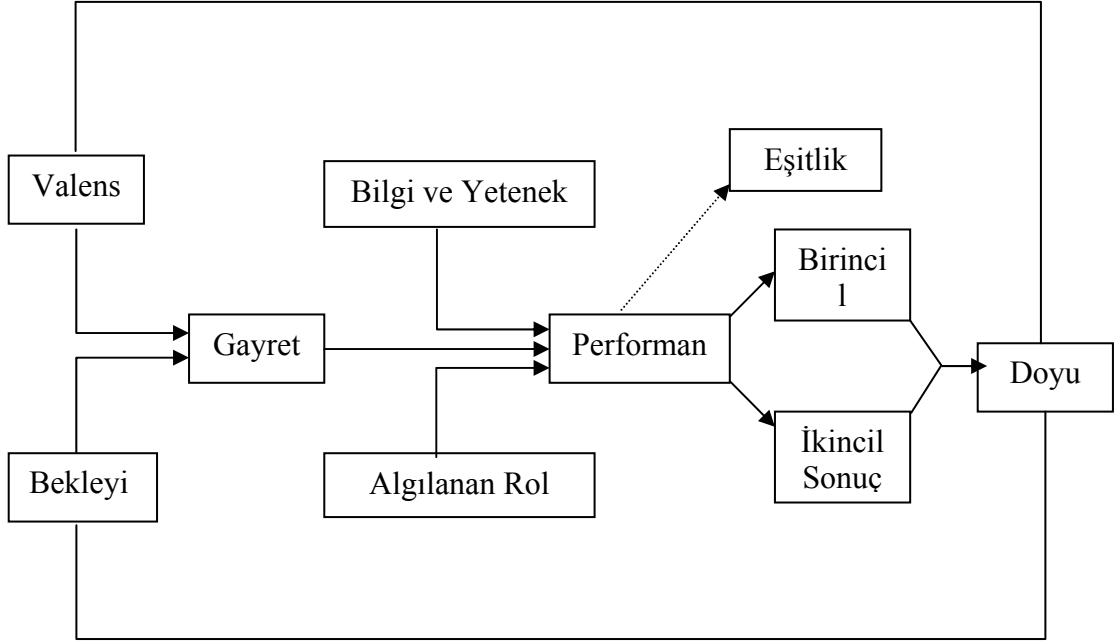 Eşitlik
Valens
Bilgi ve Yetenek
Birinci
l
Gayret
Performan
Doyu
İkincil
Sonuç
Bekleyi
Algılanan Rol